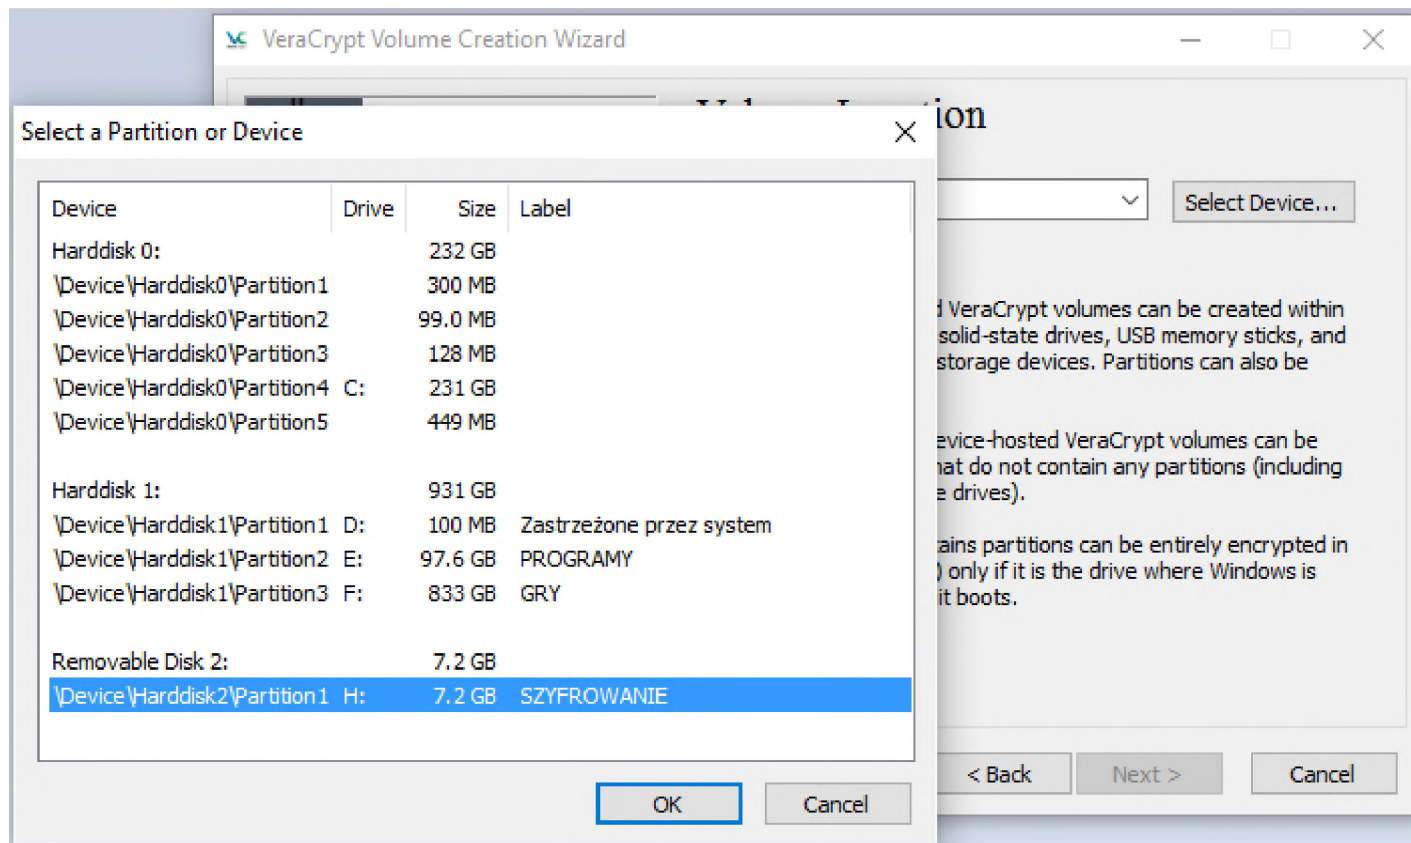 VeraCrypt Volume Creation Wizard
Select a Partition or Device
Device Drive Size Label
Harddisk 0: 232 GB
\Device\Harddisk0\Partition1 300 MB
\Device\Harddisk0\Partition2 99.0 MB
\Device\Harddisk0\Partition3 128 MB
\Device\Harddisk0\Partition4 C: 231 GB
\Device\Harddisk0\Partition5 449 MB
Harddisk 1: 931 GB
\Device\Harddisk1\Partition1 D: 100 MB Zastrzeżone przez system
\Device\Harddisk1\Partition2 E: 97.6 GB PROGRAMY
\Device\Harddisk1\Partition3 F: 833 GB GRY
Removable Disk 2: 7.2 GB
\Device\Harddisk2\Partition1 H: 7.2 GB SZYFROWANIE
OK Cancel
Select Device...
VeraCrypt volumes can be created within
solid-state drives, USB memory sticks, and
storage devices. Partitions can also be
evice-hosted VeraCrypt volumes can be
hat do not contain any partitions (including
e drives).
ains partitions can be entirely encrypted in
) only if it is the drive where Windows is
it boots.
< Back Next > Cancel